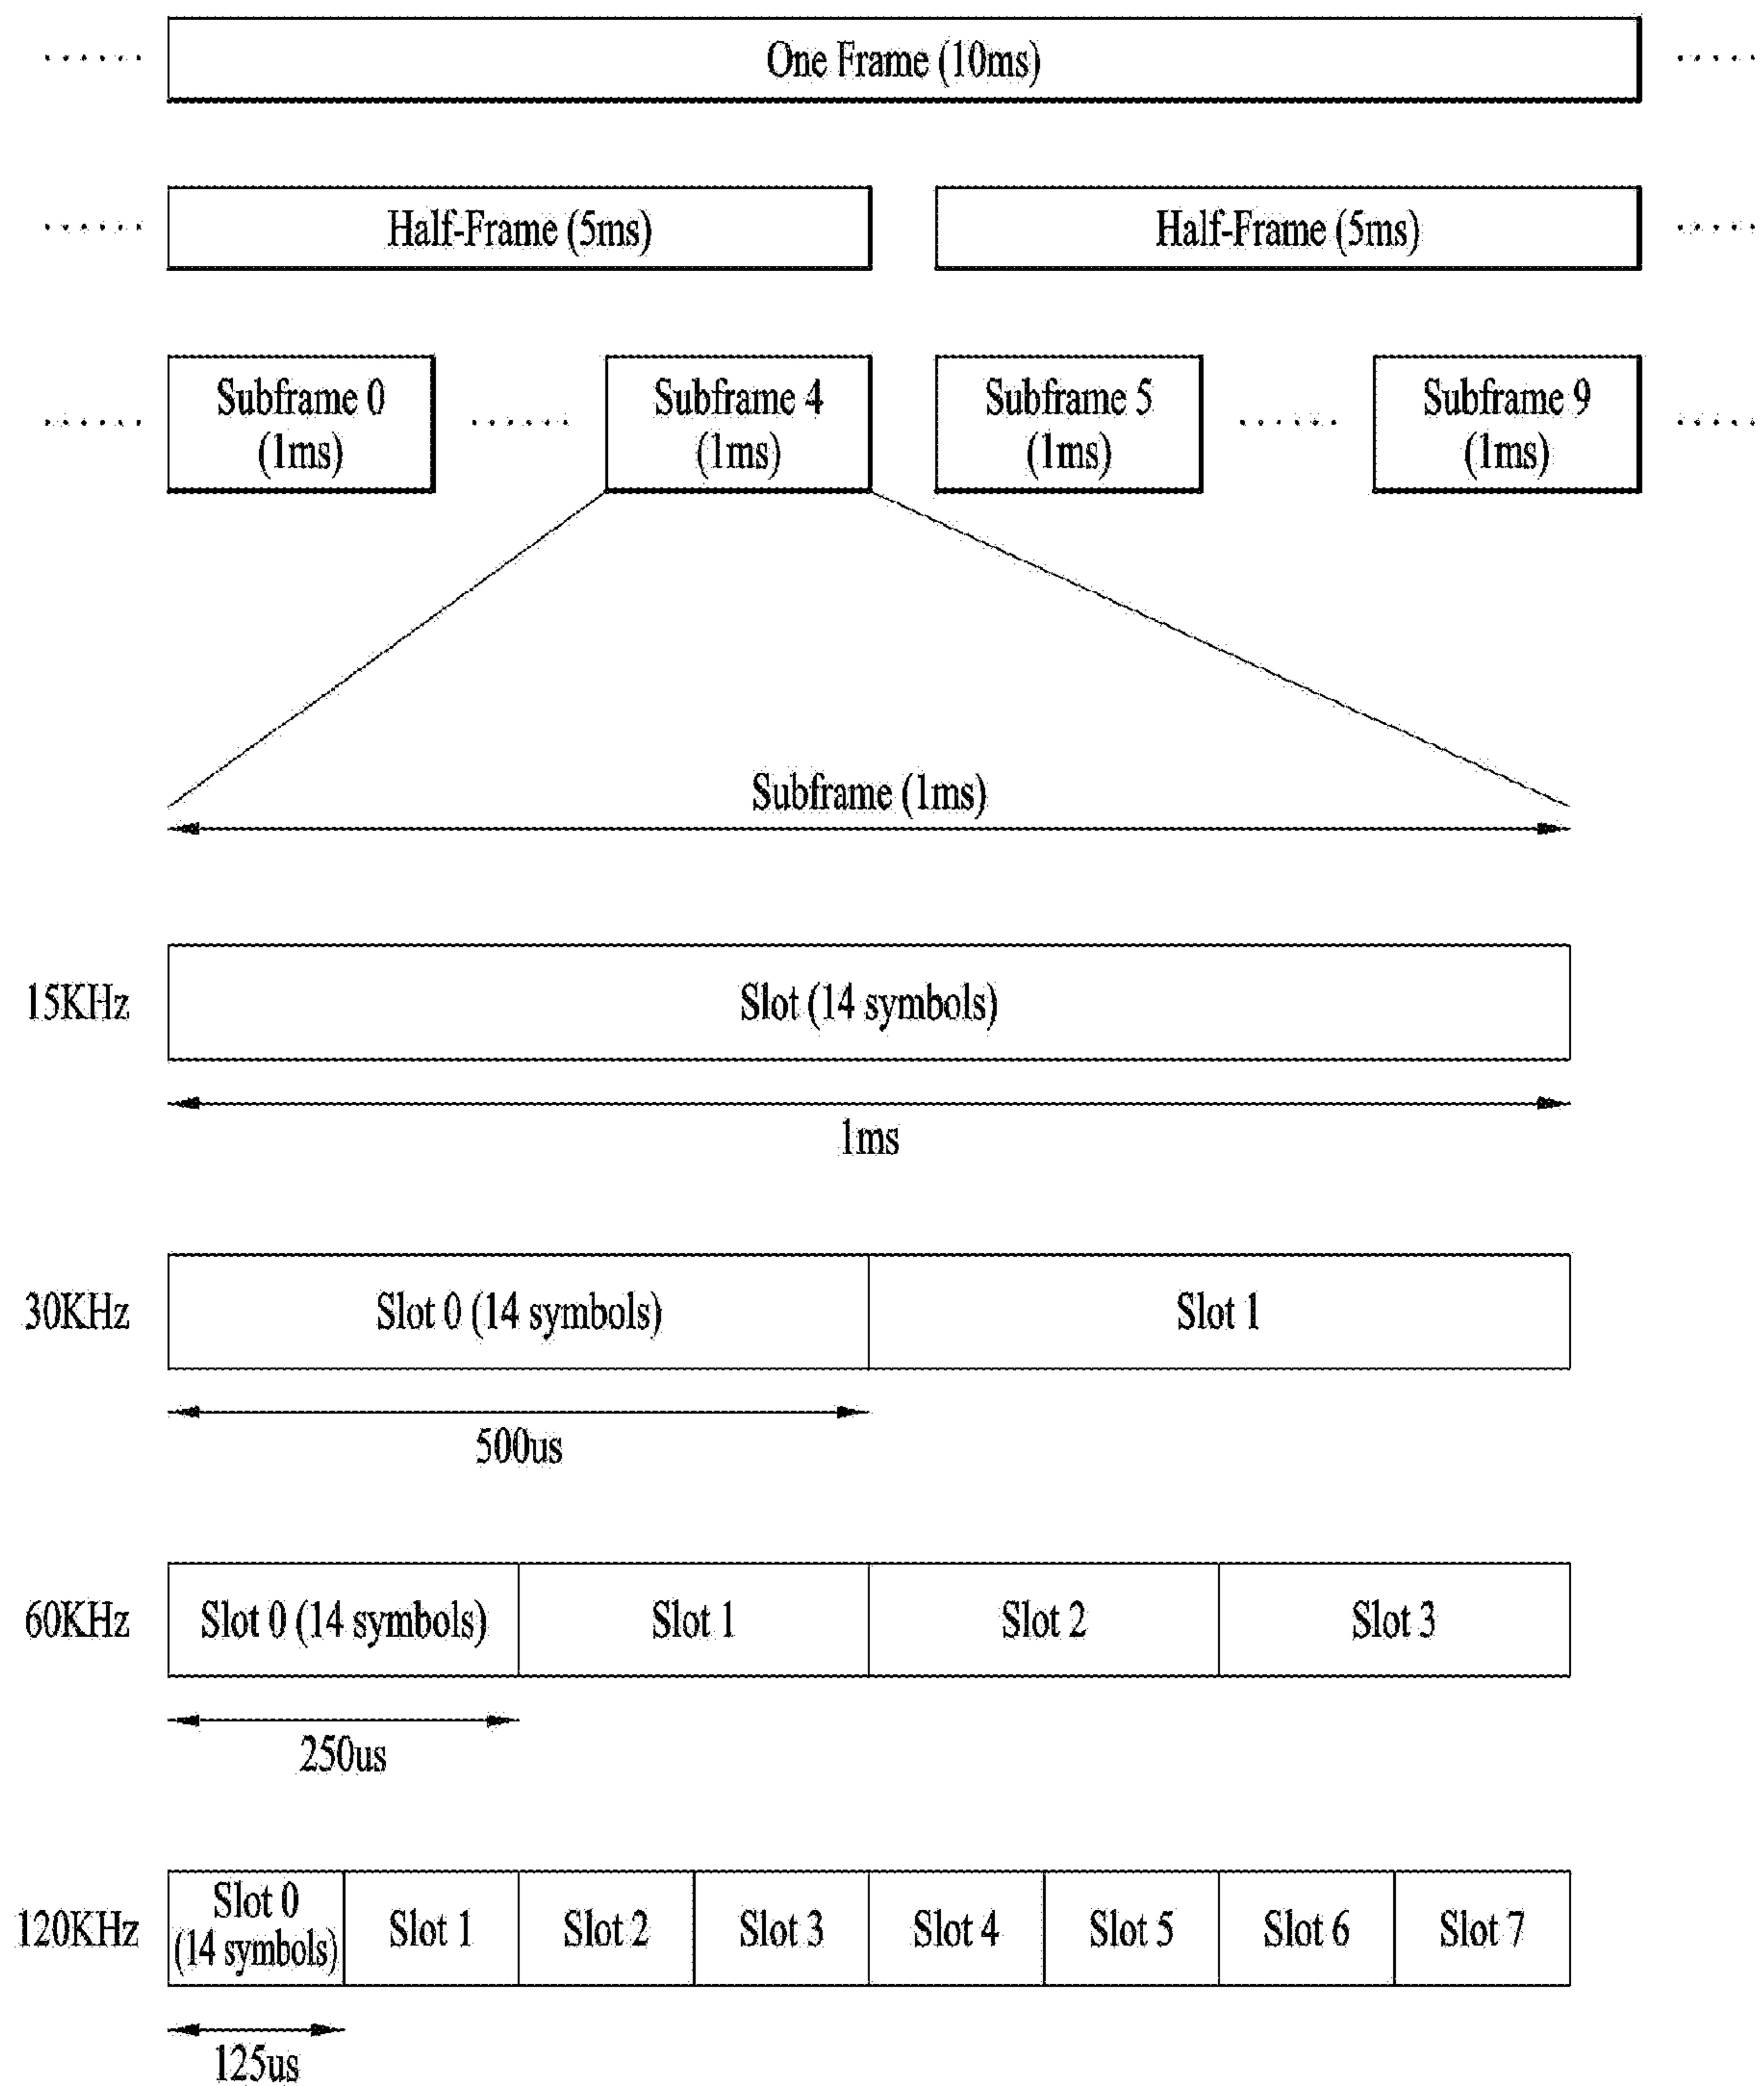 One Frame (10ms)
Half-Frame (5ms)
Half-Frame (5ms)
Subframe 0
(1ms)
Subframe 4
(1ms)
Subframe 5
(1ms)
Subframe 9
(1ms)
Subframe (1ms)
15KHz
Slot (14 symbols)
1ms
30KHz
Slot 0 (14 symbols)
Slot 1
500us
60KHz
Slot 0 (14 symbols)
Slot 1
Slot 2
Slot 3
250us
120KHz
Slot 0
(14 symbols)
Slot 1
Slot 2
Slot 3
Slot 4
Slot 5
Slot 6
Slot 7
125us